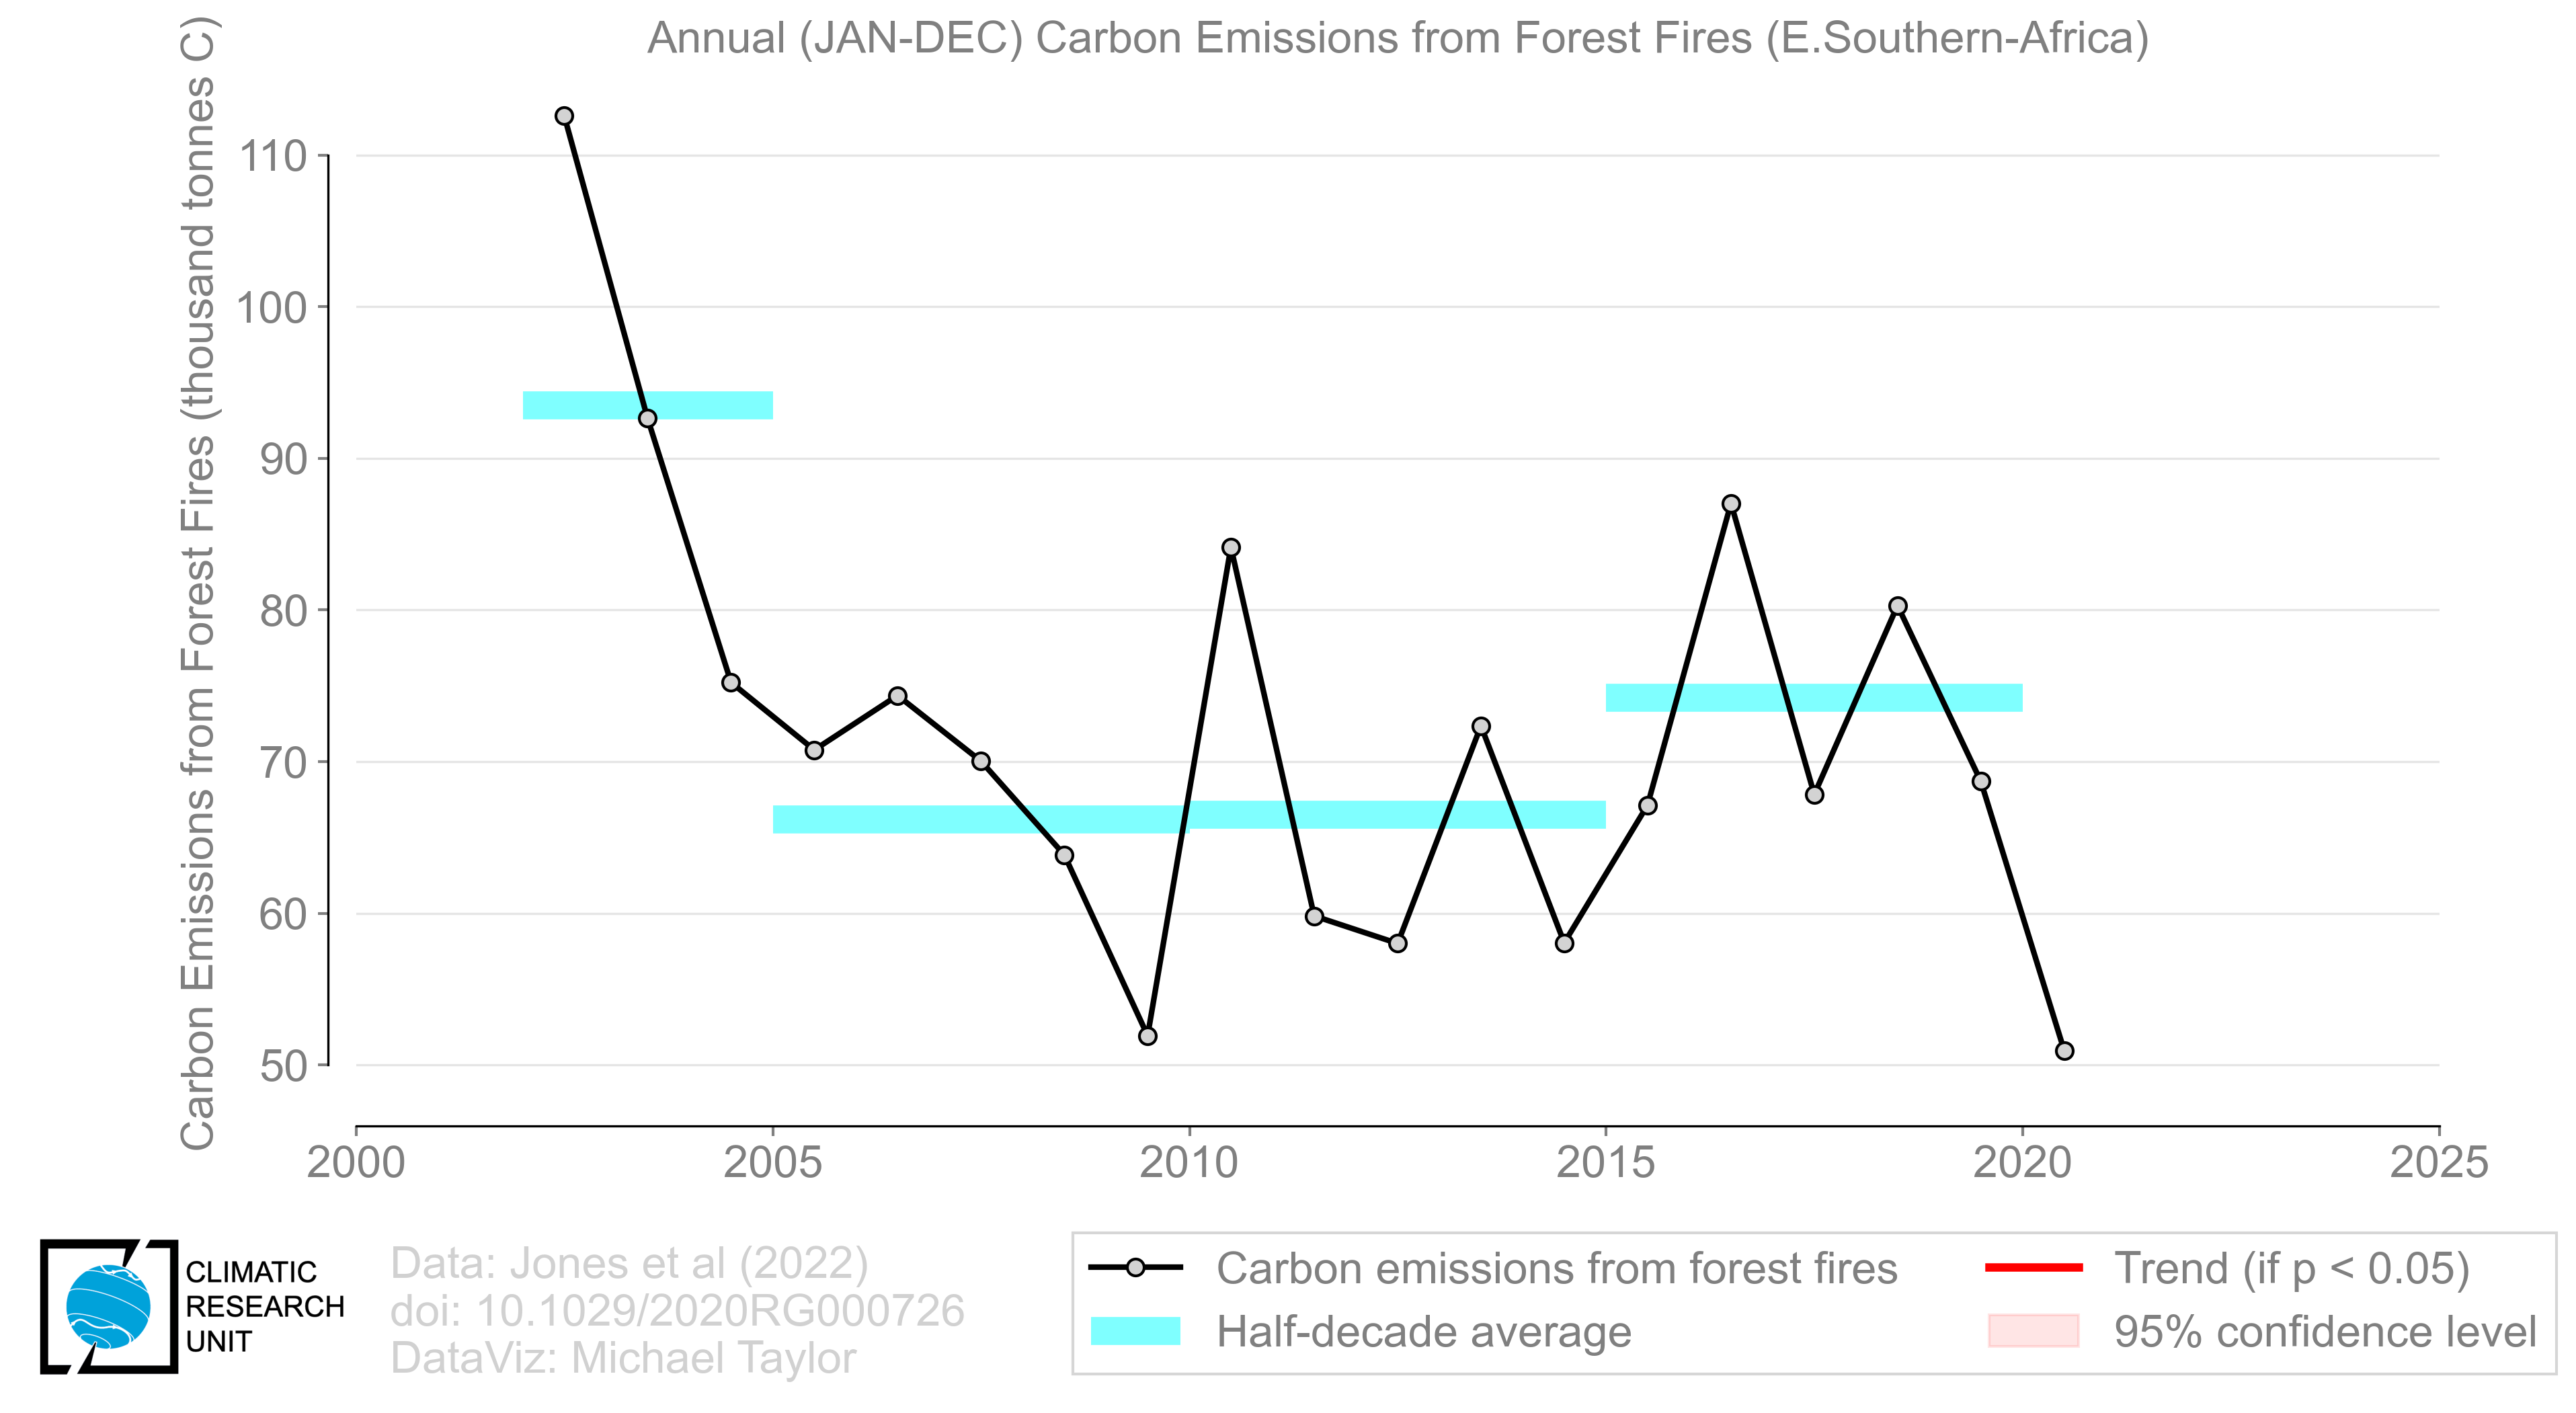 Annual (JAN-DEC) Carbon Emissions from Forest Fires (E.Southern-Africa)
Carbon Emissions from Forest Fires (thousand tonnes C)
110
100
90
80
70
60
50
2000
2005
2010
2015
2020
2025
CLIMATIC
RESEARCH
UNIT
Data: Jones et al (2022)
doi: 10.1029/2020RG000726
DataViz: Michael Taylor
Carbon emissions from forest fires
Half-decade average
Trend (if p < 0.05)
95% confidence level